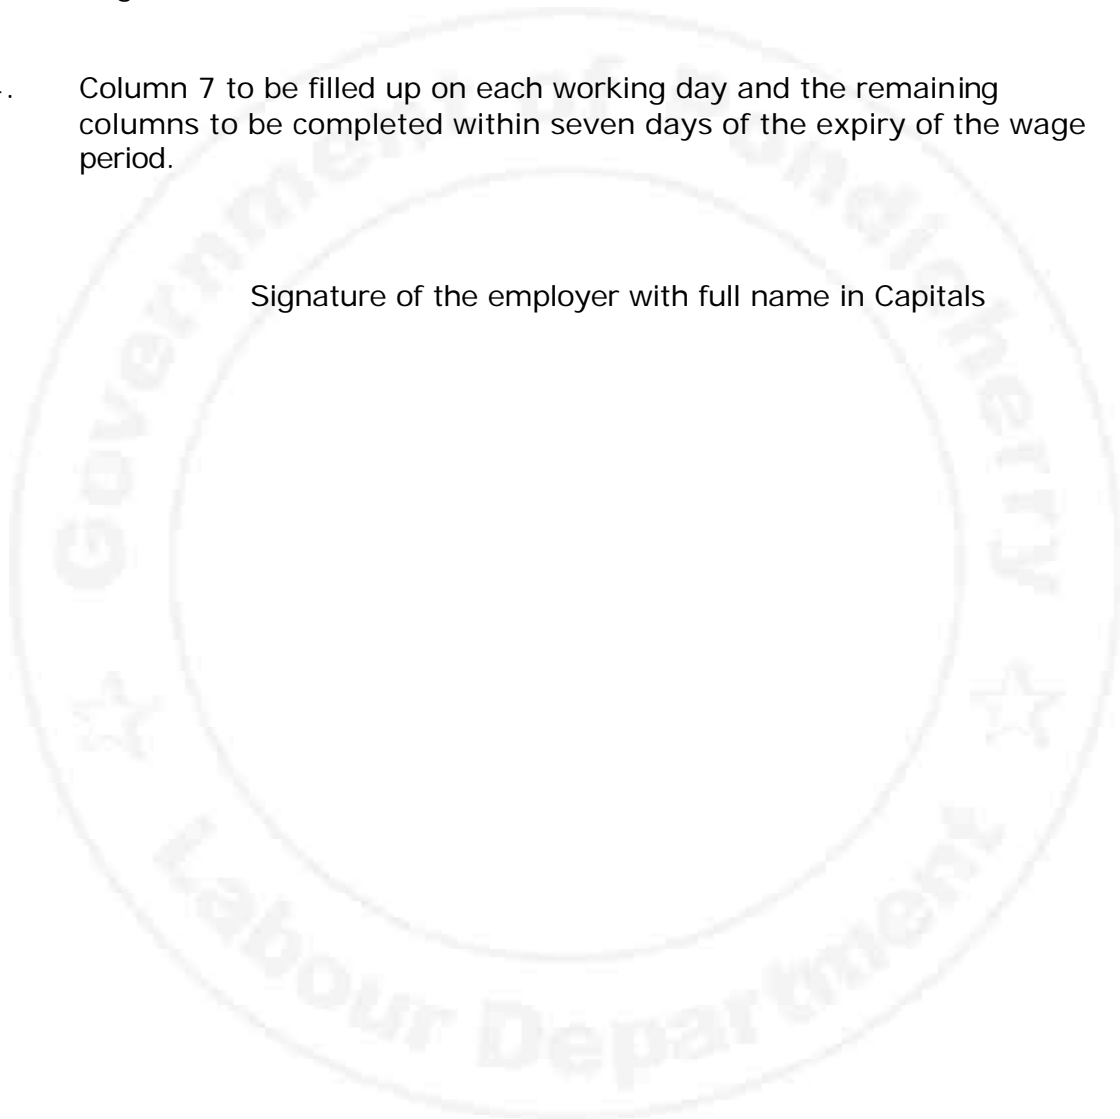 Column 7 to be filled up on each working day and the remaining
columns to be completed within seven days of the expiry of the wage
period.
Signature of the employer with full name in Capitals
Government of Pondicherry
Labour Department